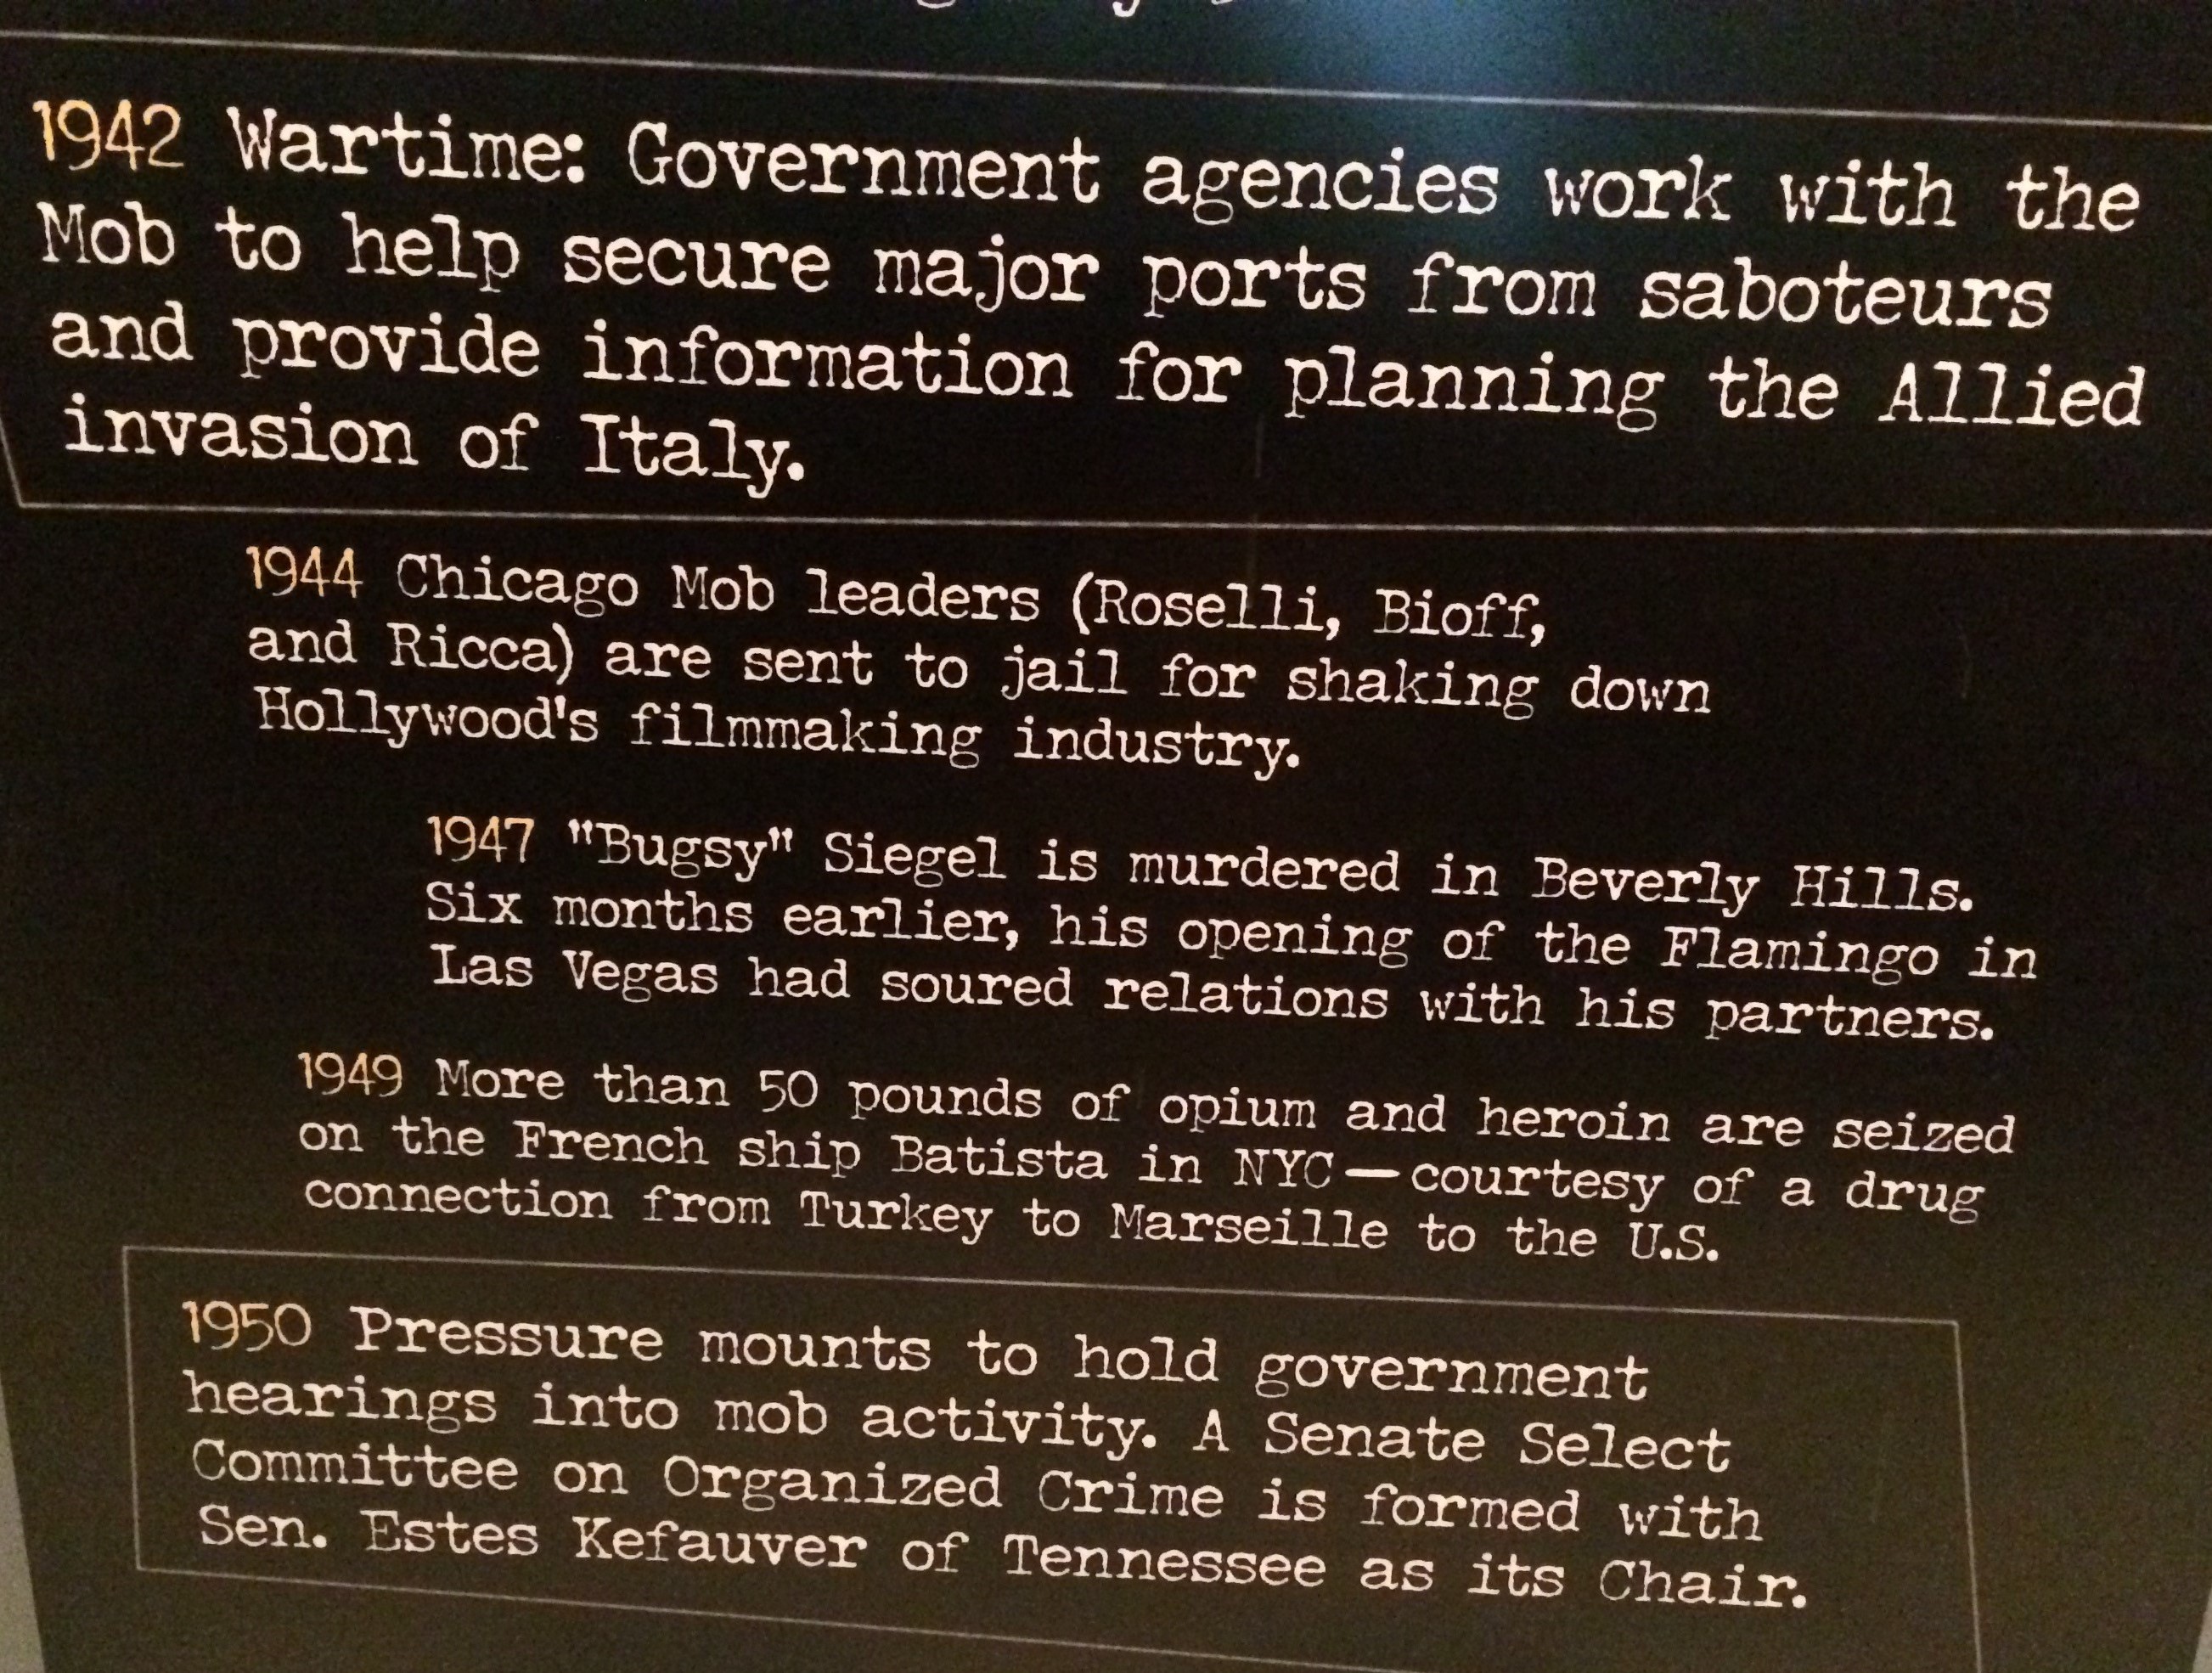 1942 Wartime: Government agencies work with the
Mob to help secure major ports from saboteurs
and provide information for planning the Allied
invasion of Italy.
1944 Chicago Mob leaders (Roselli, Bioff,
and Ricca) are sent to jail for shaking down
Hollywood's filmmaking industry.
1947 "Bugsy" Siegel is murdered in Beverly Hills.
Six months earlier, his opening of the Flamingo in
Las Vegas had soured relations with his partners.
1949 More than 50 pounds of opium and heroin are seized
on the French ship Batista in NYC—courtesy of a drug
connection from Turkey to Marseille to the U.S.
1950 Pressure mounts to hold government
hearings into mob activity. A Senate Select
Committee on Organized Crime is formed with
Sen. Estes Kefauver of Tennessee as its Chair.